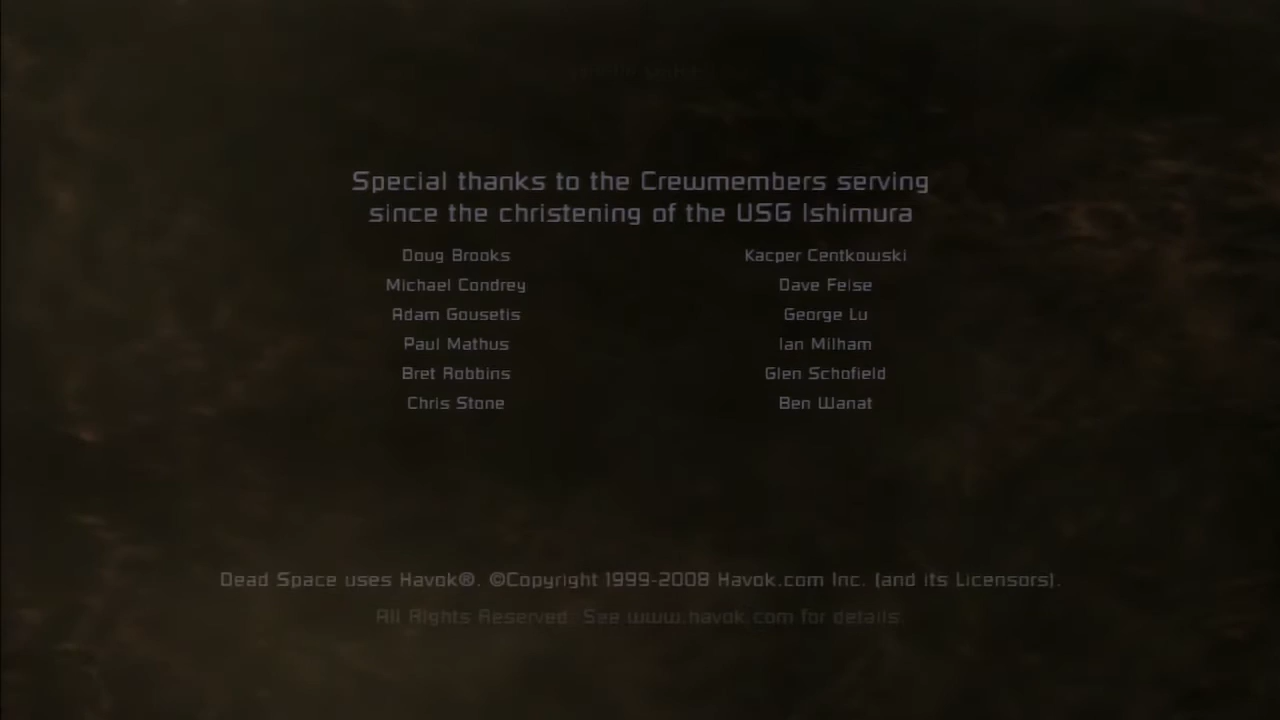 Special thanks to the Crewmembers serving
since the christening of the USG Ishimura
Doug Brooks
Kacper Centkowski
Michael Condrey
Dave Feise
Adam Gousetis
George Lu
Paul Mathus
Ian Milham
Bret Robbins
Glen Schofield
Chris Stone
Ben Wanat
Dead Space uses Havok®. ©Copyright 1999-2008 Havok.com Inc. (and its Licensors).
All Rights Reserved. See www.havok.com for details.